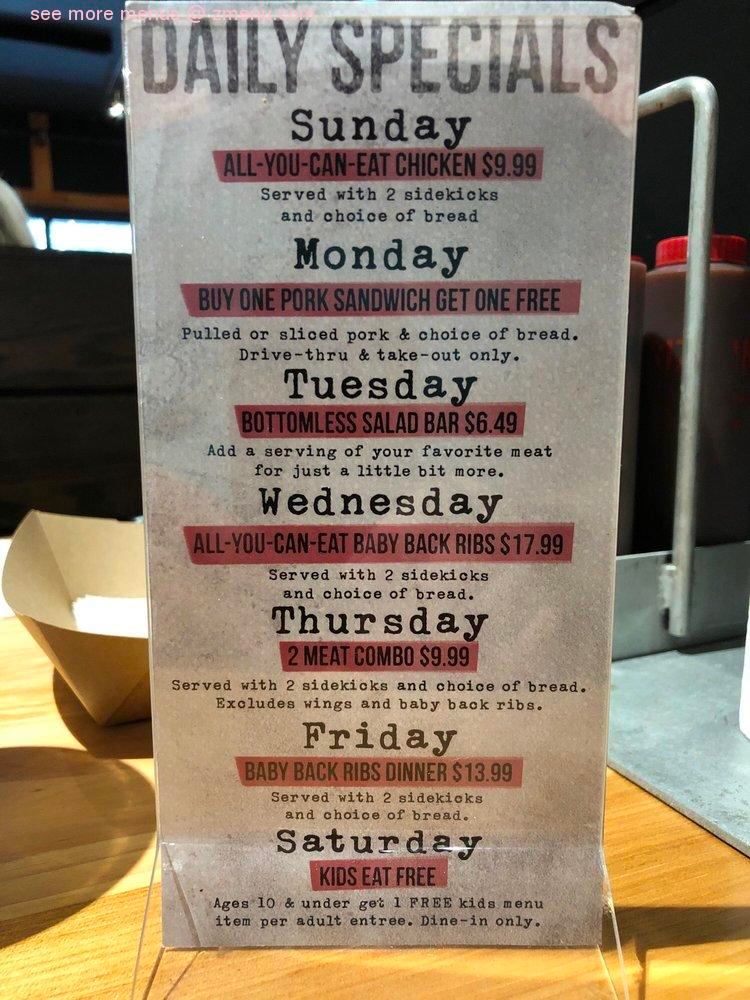 see more menus @ zmenu.com
DAILY SPECIALS
Sunday
ALL-YOU-CAN-EAT CHICKEN $9.99
Served with 2 sidekicks
and choice of bread
Monday
BUY ONE PORK SANDWICH GET ONE FREE
Pulled or sliced pork & choice of bread.
Drive-thru & take-out only.
Tuesday
BOTTOMLESS SALAD BAR $6.49
Add a serving of your favorite meat
for just a little bit more.
Wednesday
ALL-YOU-CAN-EAT BABY BACK RIBS $17.99
Served with 2 sidekicks
and choice of bread.
Thursday
2 MEAT COMBO $9.99
Served with 2 sidekicks and choice of bread.
Excludes wings and baby back ribs.
Friday
BABY BACK RIBS DINNER $13.99
Served with 2 sidekicks
and choice of bread.
Saturday
KIDS EAT FREE
Ages 10 & under get 1 FREE kids menu
item per adult entree. Dine-in only.